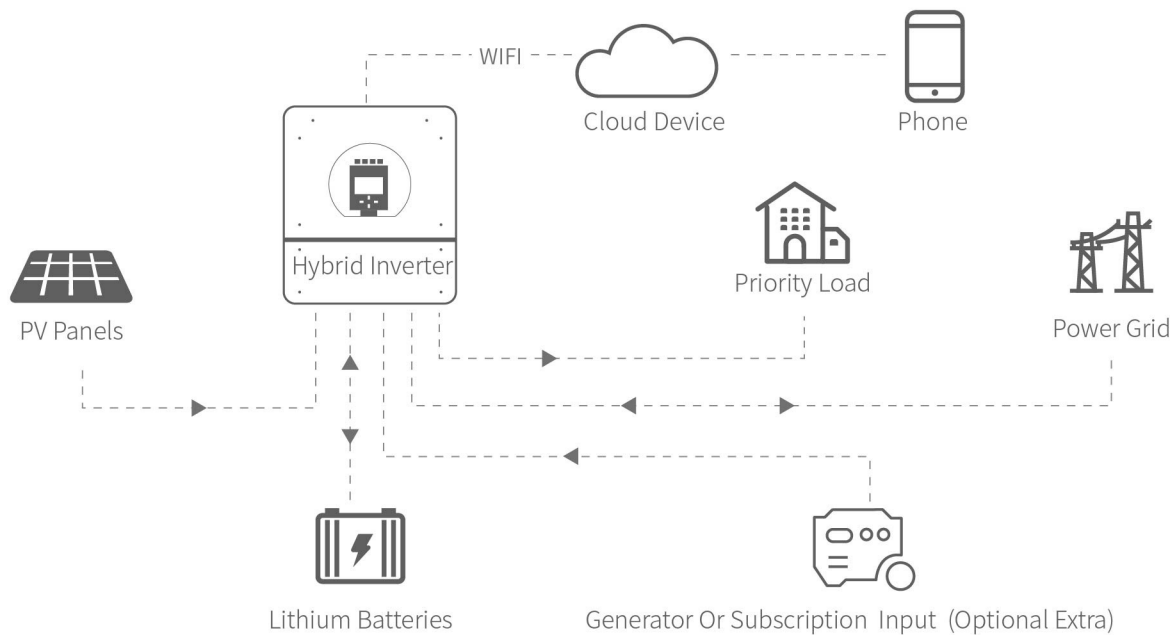 WIFI
Cloud Device
Phone
Hybrid Inverter
Priority Load
PV Panels
Power Grid
Lithium Batteries
Generator Or Subscription Input (Optional Extra)